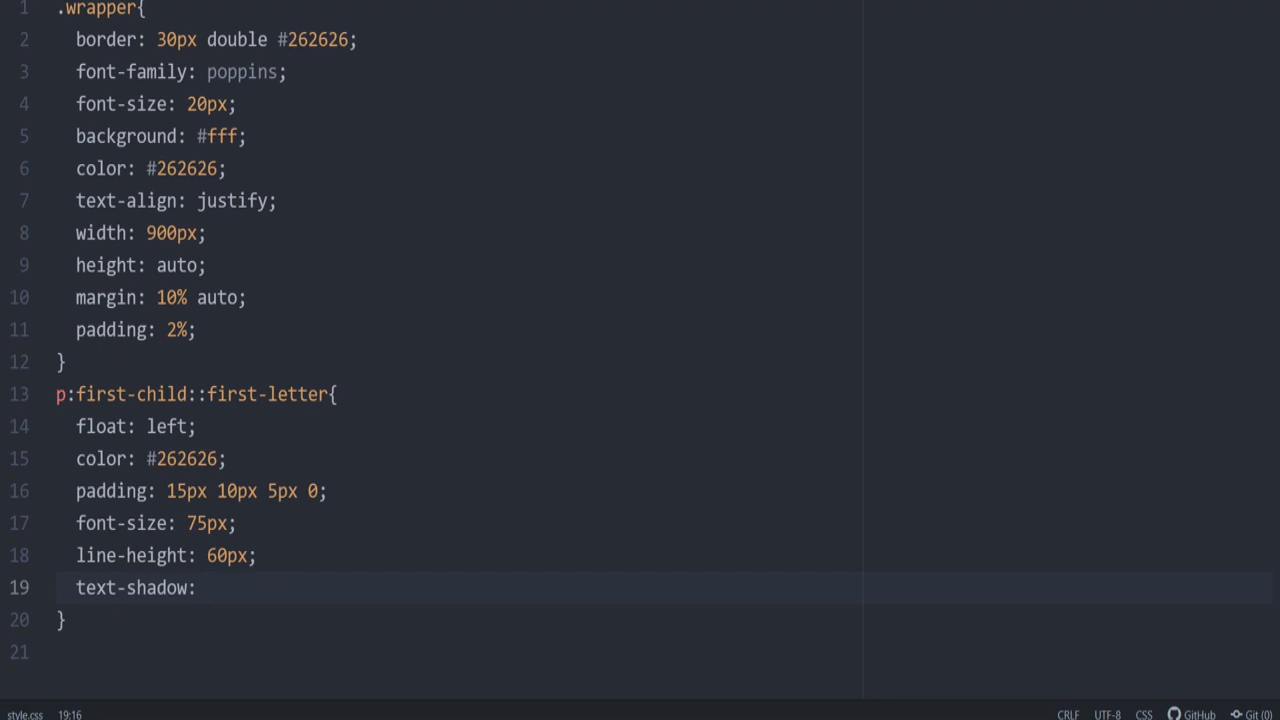 1 .wrapper{
2 border: 30px double #262626;
3 font-family: poppins;
4 font-size: 20px;
5 background: #fff;
6 color: #262626;
7 text-align: justify;
8 width: 900px;
9 height: auto;
10 margin: 10% auto;
11 padding: 2%;
12 }
13 p:first-child::first-letter{
14 float: left;
15 color: #262626;
16 padding: 15px 10px 5px 0;
17 font-size: 75px;
18 line-height: 60px;
19 text-shadow:
20 }
21
style.css 19:16 CRLF UTF-8 CSS GitHub Git (0)